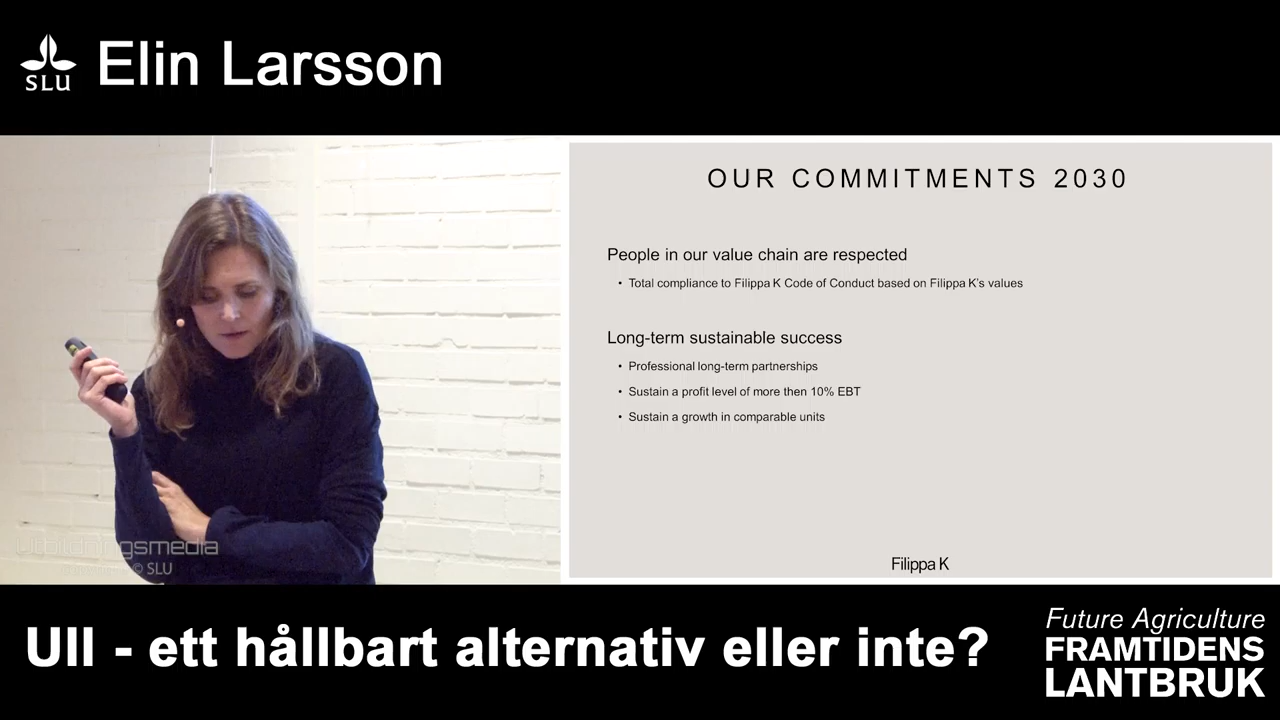 SLU
Elin Larsson
OUR COMMITMENTS 2030
People in our value chain are respected
• Total compliance to Filippa K Code of Conduct based on Filippa K's values
Long-term sustainable success
• Professional long-term partnerships
• Sustain a profit level of more then 10% EBT
• Sustain a growth in comparable units
Filippa K
Utbildningsmedia
© SLU
Ull - ett hållbart alternativ eller inte?
Future Agriculture
FRAMTIDENS
LANTBRUK